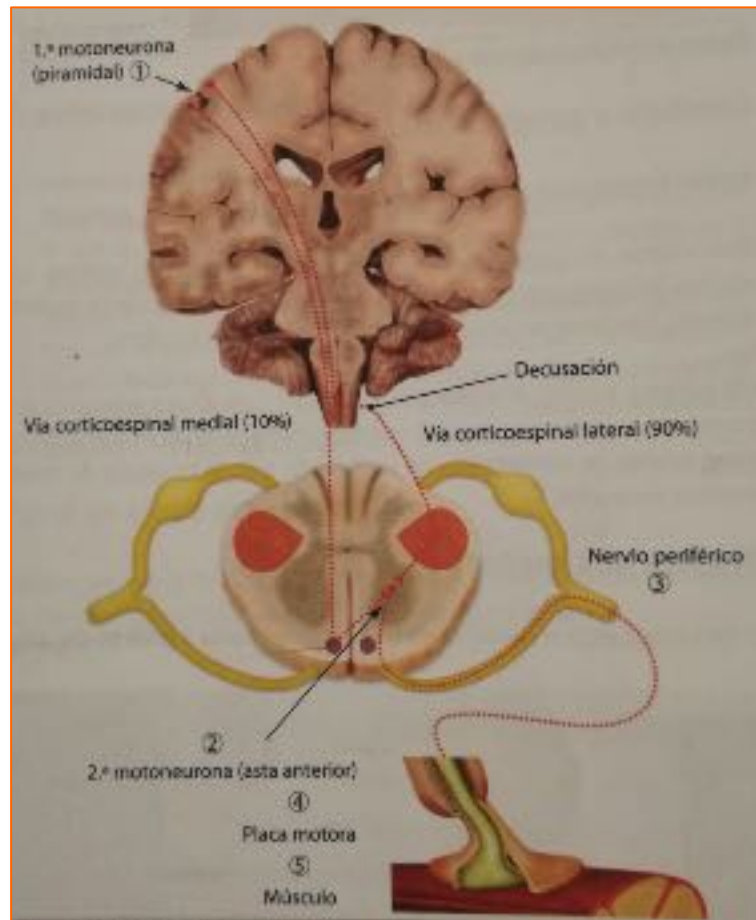 1.ª motoneurona
(piramidal) ①
Decusación
Vía corticoespinal medial (10%)
Vía corticoespinal lateral (90%)
Nervio periférico
③
②
2.ª motoneurona (asta anterior)
④
Placa motora
⑤
Músculo